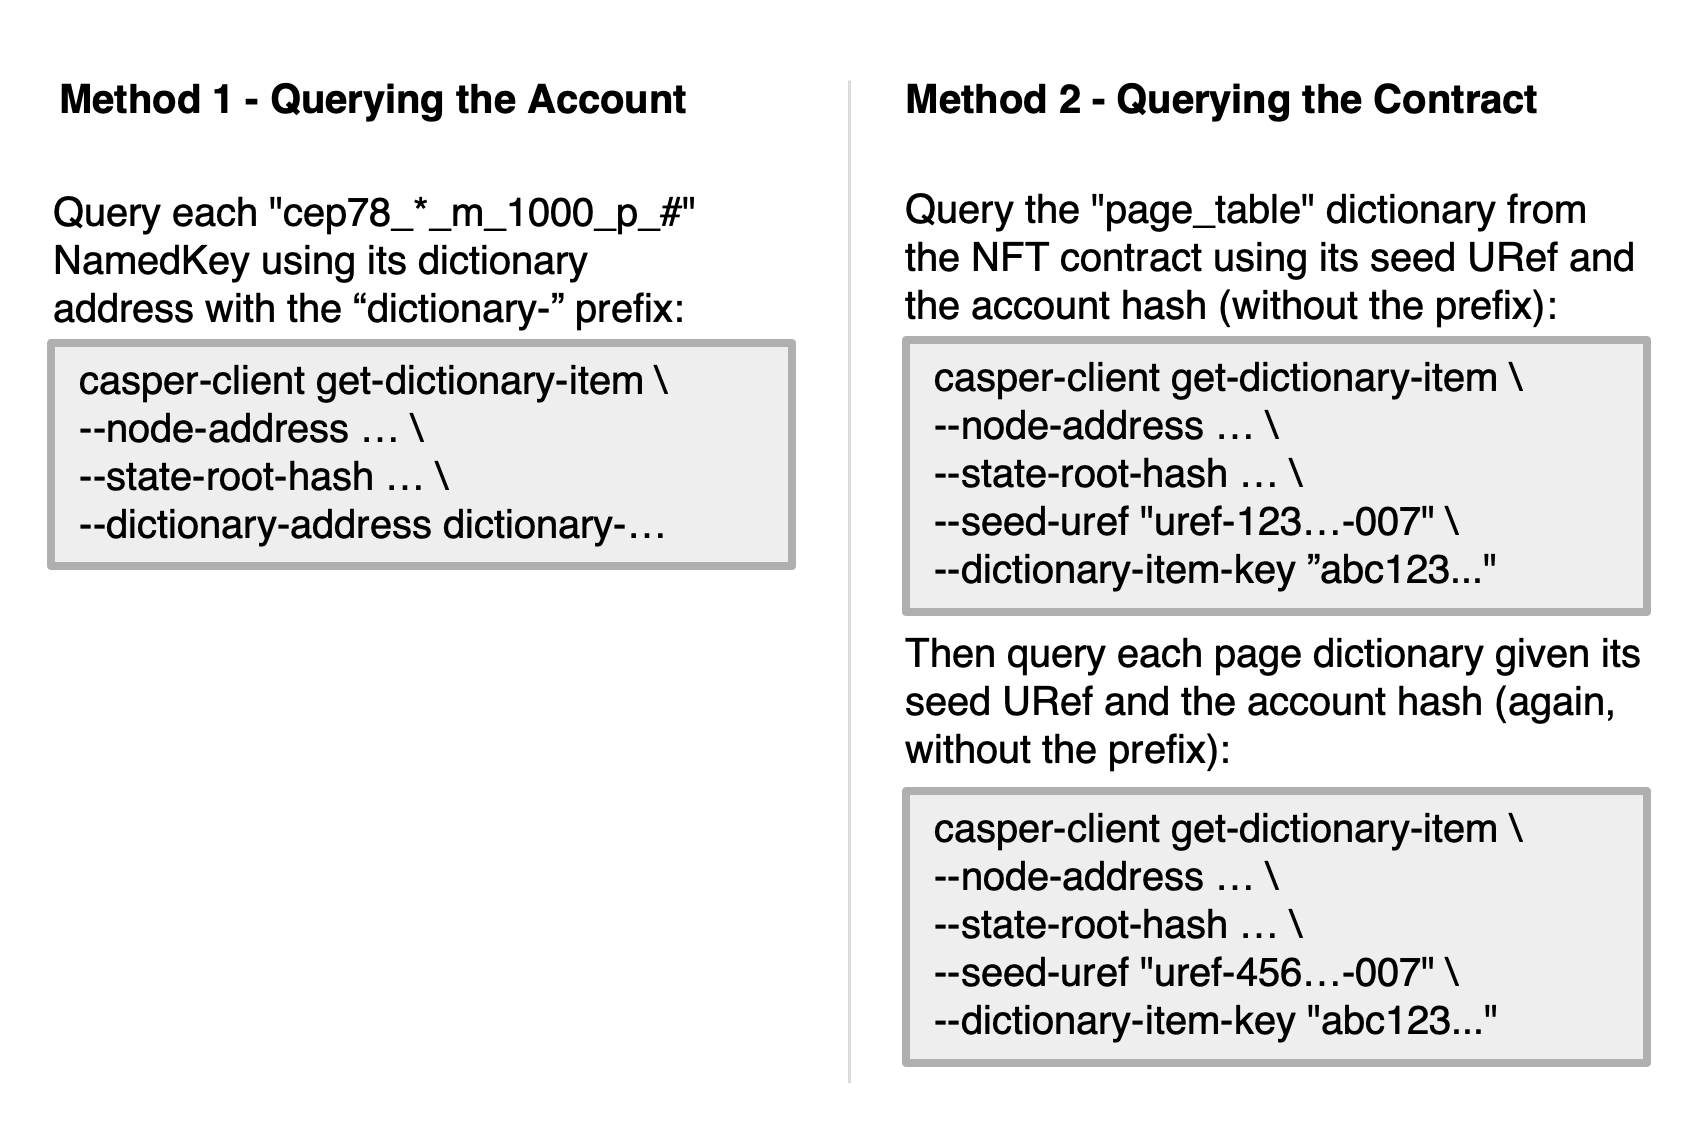 Method 1 - Querying the Account
Query each "cep78_*_m_1000_p_#"
NamedKey using its dictionary
address with the “dictionary-” prefix:
casper-client get-dictionary-item \
--node-address … \
--state-root-hash … \
--dictionary-address dictionary-…
Method 2 - Querying the Contract
Query the "page_table" dictionary from
the NFT contract using its seed URef and
the account hash (without the prefix):
casper-client get-dictionary-item \
--node-address … \
--state-root-hash … \
--seed-uref "uref-123…-007" \
--dictionary-item-key ”abc123..."
Then query each page dictionary given its
seed URef and the account hash (again,
without the prefix):
casper-client get-dictionary-item \
--node-address … \
--state-root-hash … \
--seed-uref "uref-456…-007" \
--dictionary-item-key "abc123..."